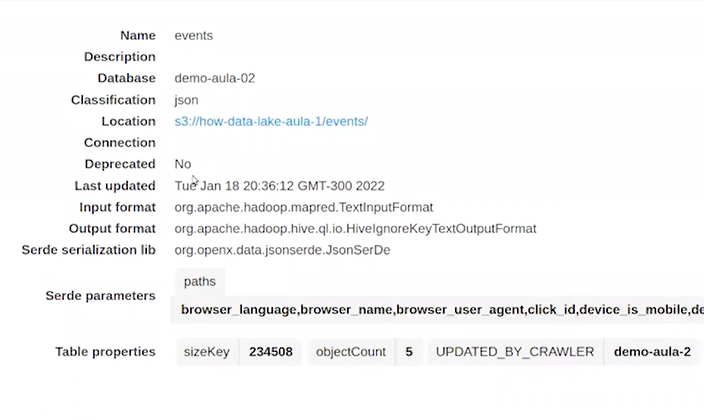 Name events
Description
Database demo-aula-02
Classification json
Location s3://how-data-lake-aula-1/events/
Connection
Deprecated No
Last updated Tue Jan 18 20:36:12 GMT-300 2022
Input format org.apache.hadoop.mapred.TextInputFormat
Output format org.apache.hadoop.hive.ql.io.HiveIgnoreKeyTextOutputFormat
Serde serialization lib org.openx.data.jsonserde.JsonSerDe
paths
Serde parameters
browser_language,browser_name,browser_user_agent,click_id,device_is_mobile,de
Table properties sizeKey 234508 objectCount 5 UPDATED_BY_CRAWLER demo-aula-2